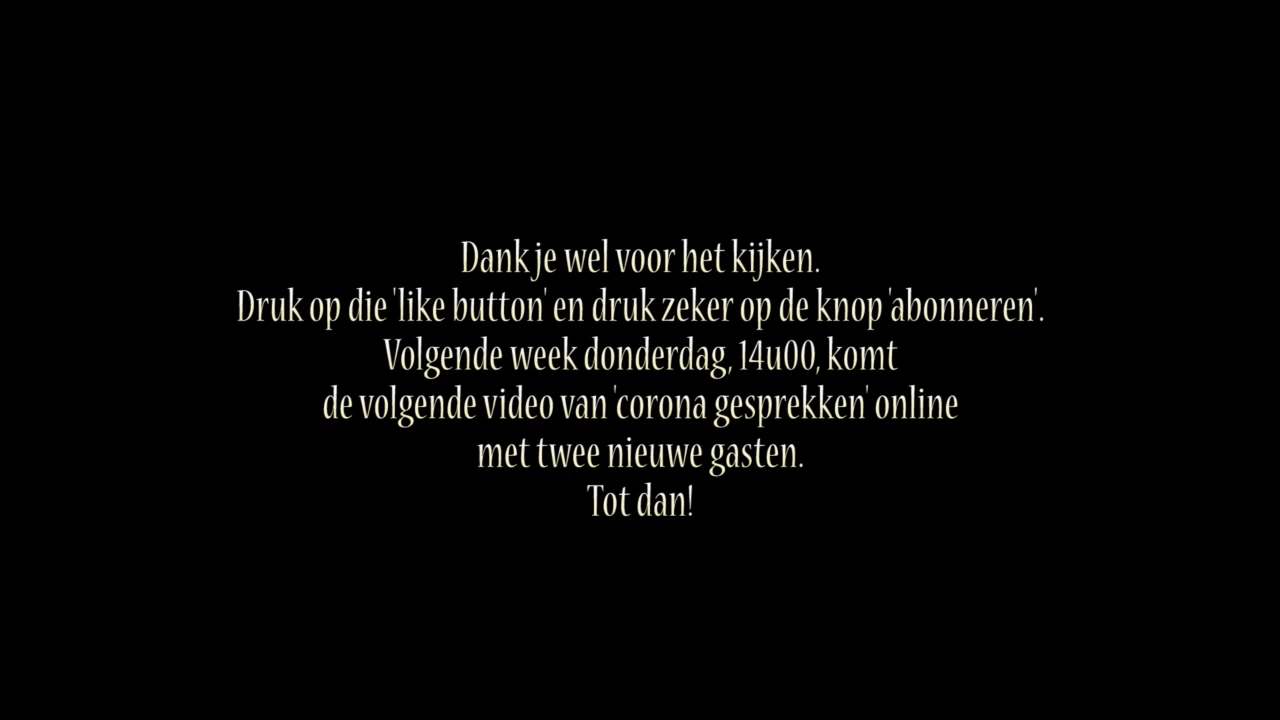 Dank je wel voor het kijken.
Druk op die 'like button' en druk zeker op de knop 'abonneren'.
Volgende week donderdag, 14u00, komt
de volgende video van 'corona gesprekken' online
met twee nieuwe gasten.
Tot dan!